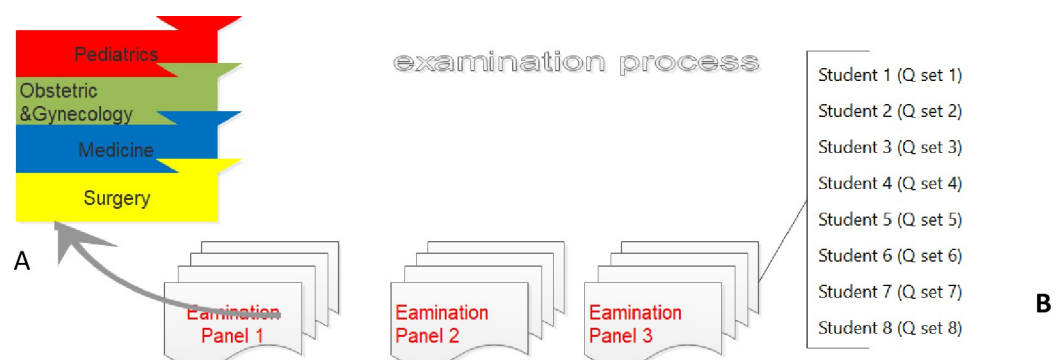 Pediatrics
Obstetric
&Gynecology
Medicine
Surgery
A
examination process
Eamination
Panel 1
Eamination
Panel 2
Eamination
Panel 3
Student 1 (Q set 1)
Student 2 (Q set 2)
Student 3 (Q set 3)
Student 4 (Q set 4)
Student 5 (Q set 5)
Student 6 (Q set 6)
Student 7 (Q set 7)
Student 8 (Q set 8)
B